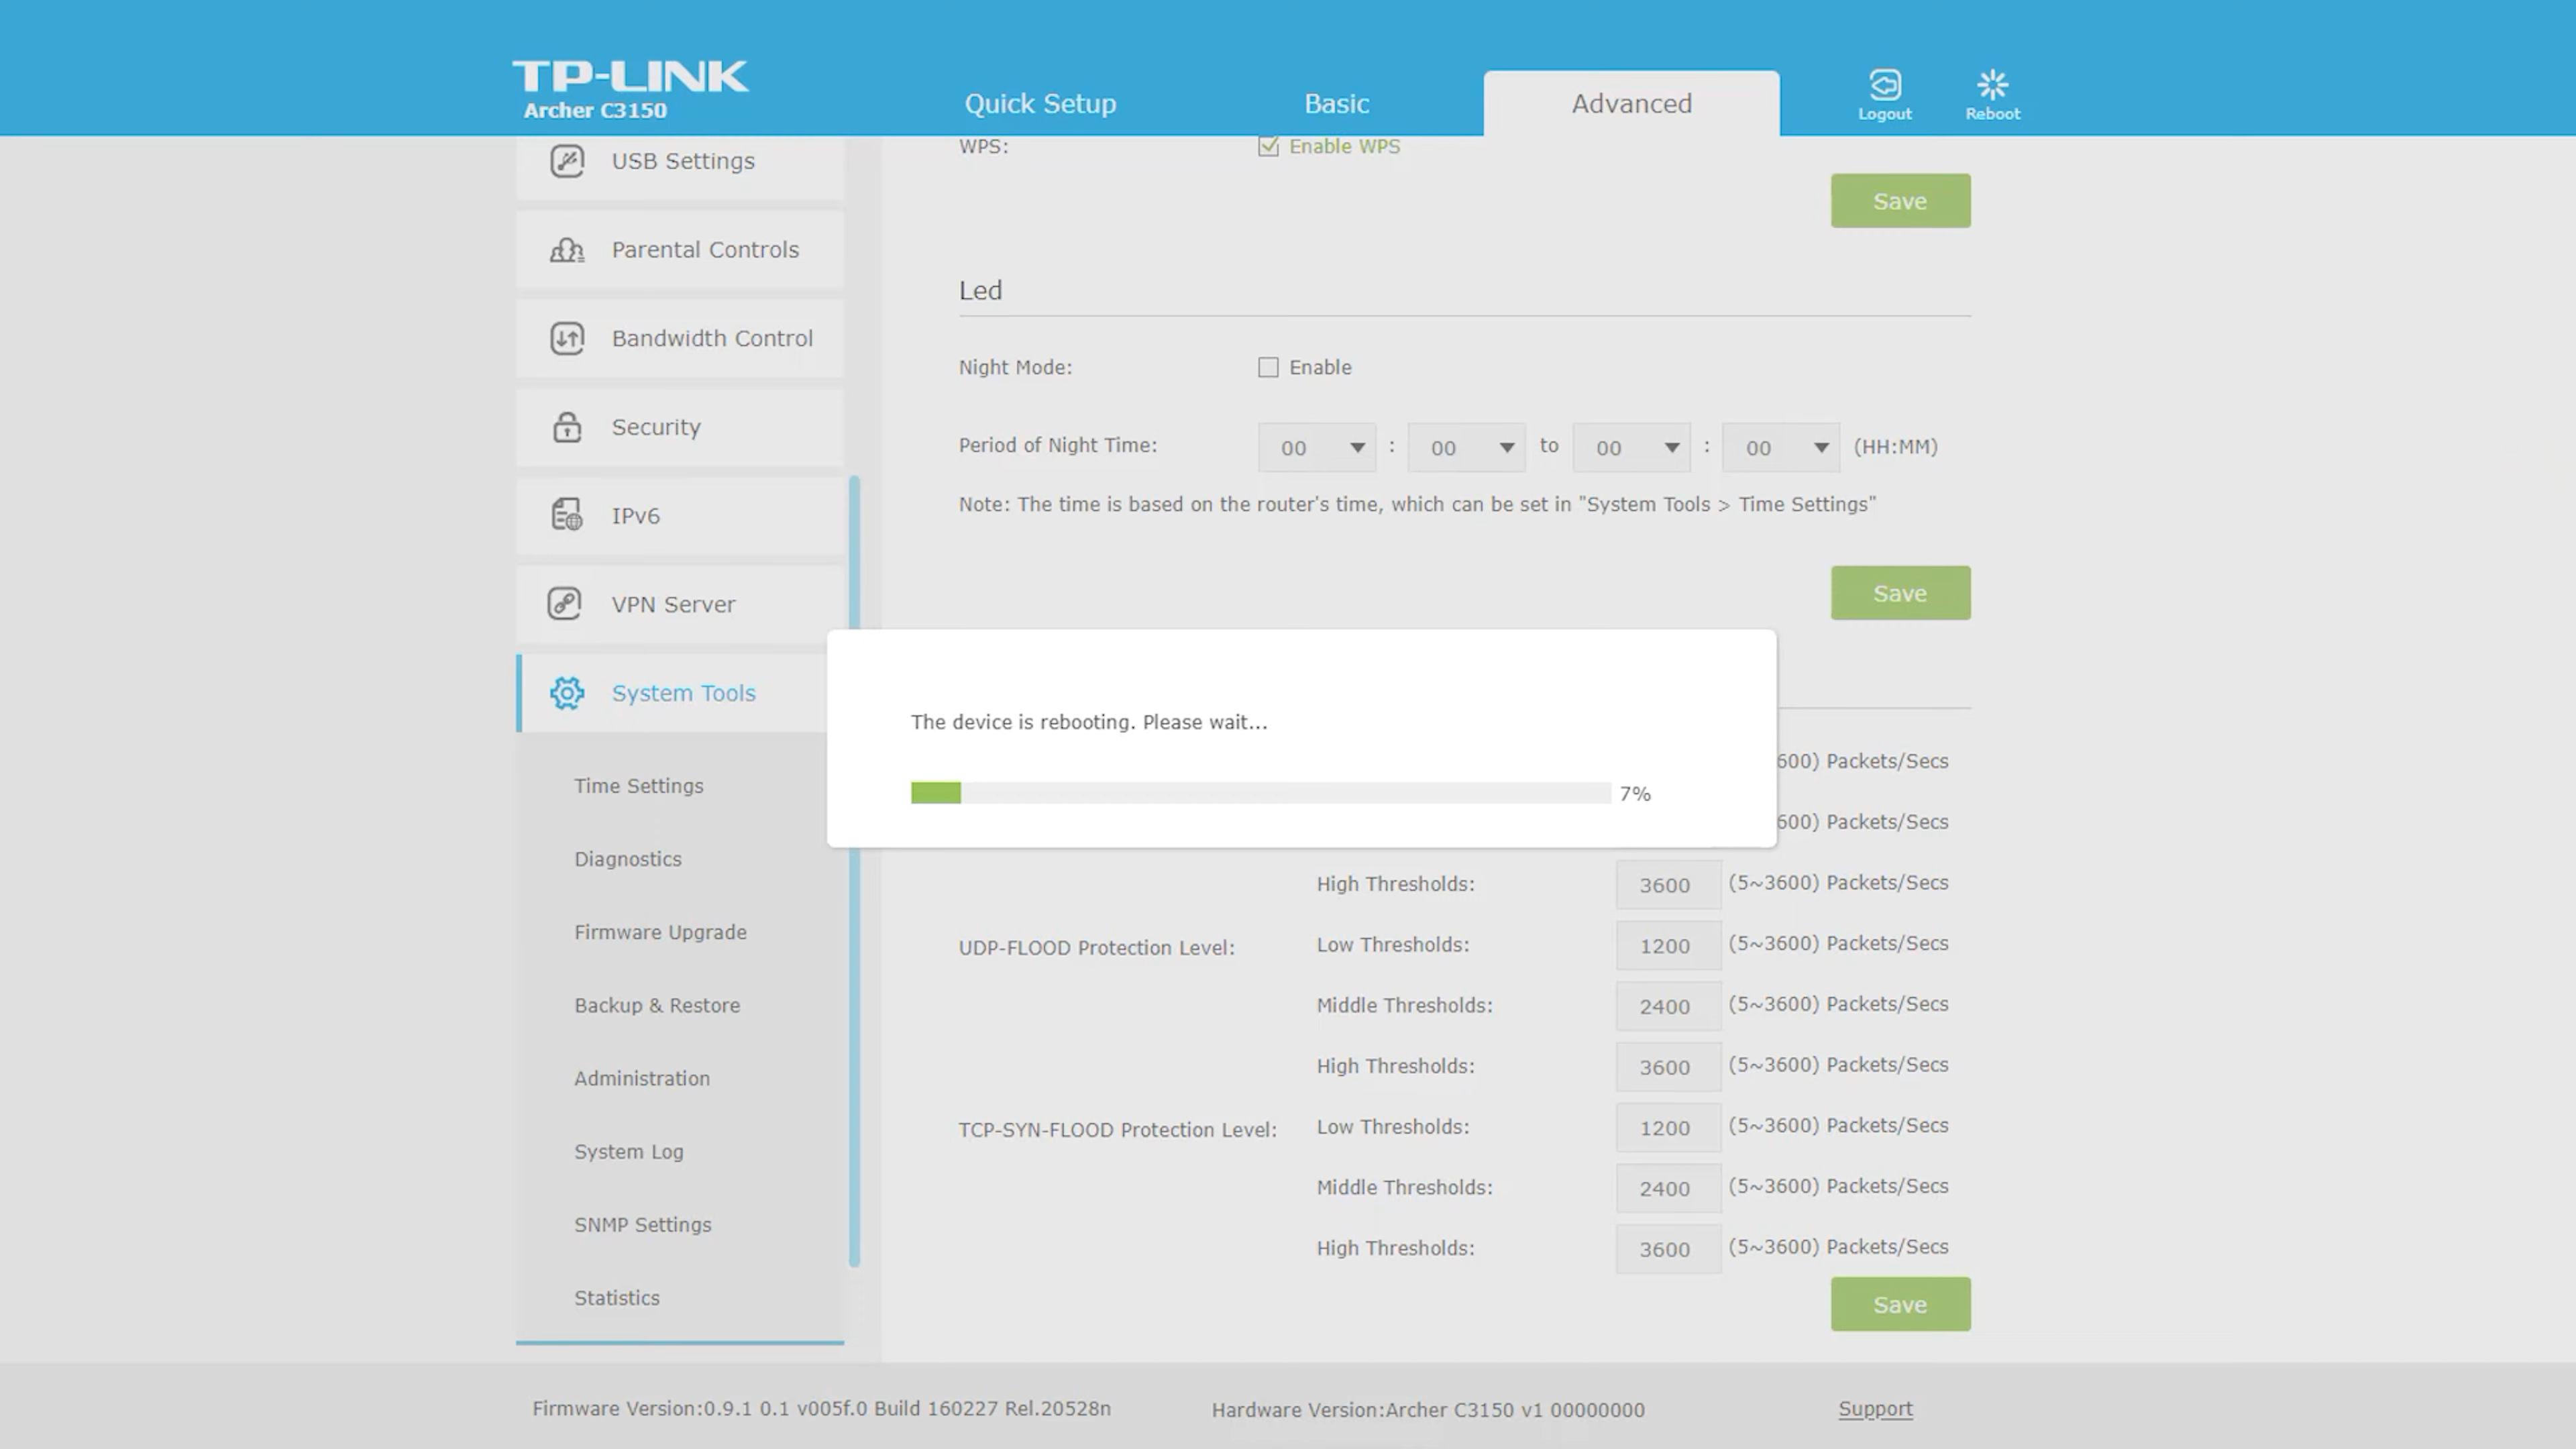 TP-LINK
Archer C3150
Quick Setup
Basic
Advanced
Logout
Reboot
USB Settings
Parental Controls
Bandwidth Control
Security
IPv6
VPN Server
System Tools
Time Settings
Diagnostics
Firmware Upgrade
Backup & Restore
Administration
System Log
SNMP Settings
Statistics
WPS: Enable WPS
Save
Led
Night Mode: Enable
Period of Night Time: 00 : 00 to 00 : 00 (HH:MM)
Note: The time is based on the router's time, which can be set in "System Tools > Time Settings"
Save
The device is rebooting. Please wait...
7%
600) Packets/Secs
600) Packets/Secs
High Thresholds: 3600 (5~3600) Packets/Secs
UDP-FLOOD Protection Level: Low Thresholds: 1200 (5~3600) Packets/Secs
Middle Thresholds: 2400 (5~3600) Packets/Secs
High Thresholds: 3600 (5~3600) Packets/Secs
TCP-SYN-FLOOD Protection Level: Low Thresholds: 1200 (5~3600) Packets/Secs
Middle Thresholds: 2400 (5~3600) Packets/Secs
High Thresholds: 3600 (5~3600) Packets/Secs
Save
Firmware Version:0.9.1 0.1 v005f.0 Build 160227 Rel.20528n
Hardware Version:Archer C3150 v1 00000000
Support